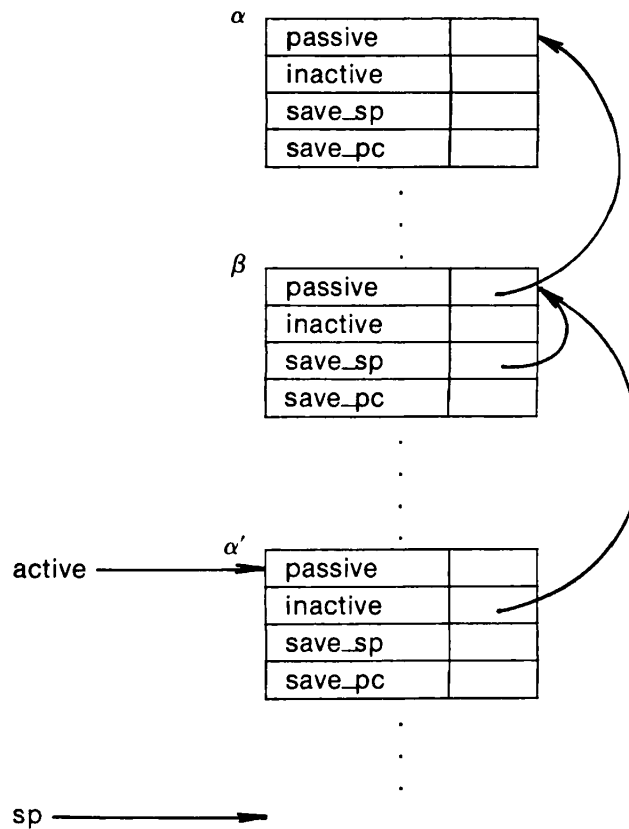 α
passive
inactive
save_sp
save_pc
β
passive
inactive
save_sp
save_pc
α′
active
passive
inactive
save_sp
save_pc
sp